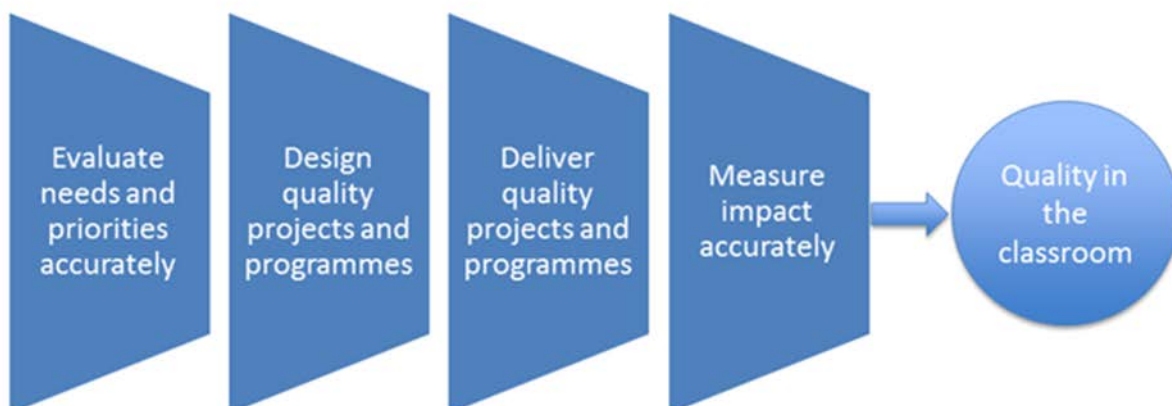 Evaluate
needs and
priorities
accurately
Design
quality
projects and
programmes
Deliver
quality
projects and
programmes
Measure
impact
accurately
Quality in
the
classroom